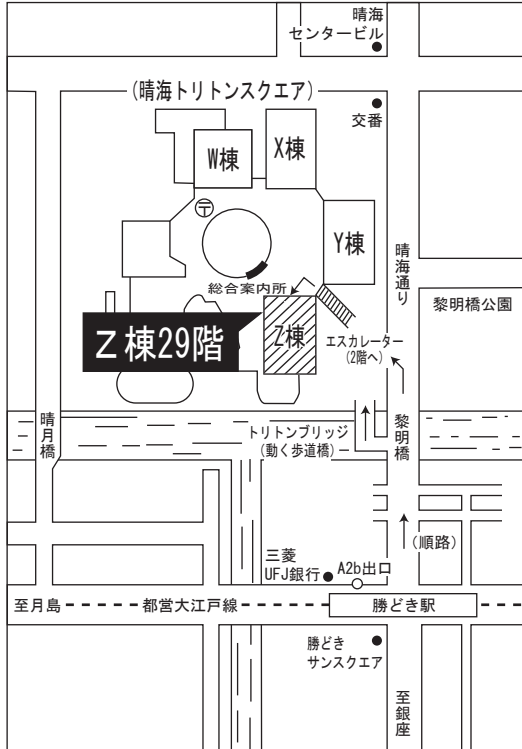 晴海
センタービル
(晴海トリトンスクエア)
交番
W棟
X棟
〒
Y棟
晴海通り
総合案内所
黎明橋公園
Z棟29階
Z棟
エスカレーター
(2階へ)
晴月橋
トリトンブリッジ
(動く歩道橋)
黎明橋
(順路)
三菱
UFJ銀行
A2b出口
至月島
都営大江戸線
勝どき駅
勝どき
サンスクエア
至銀座